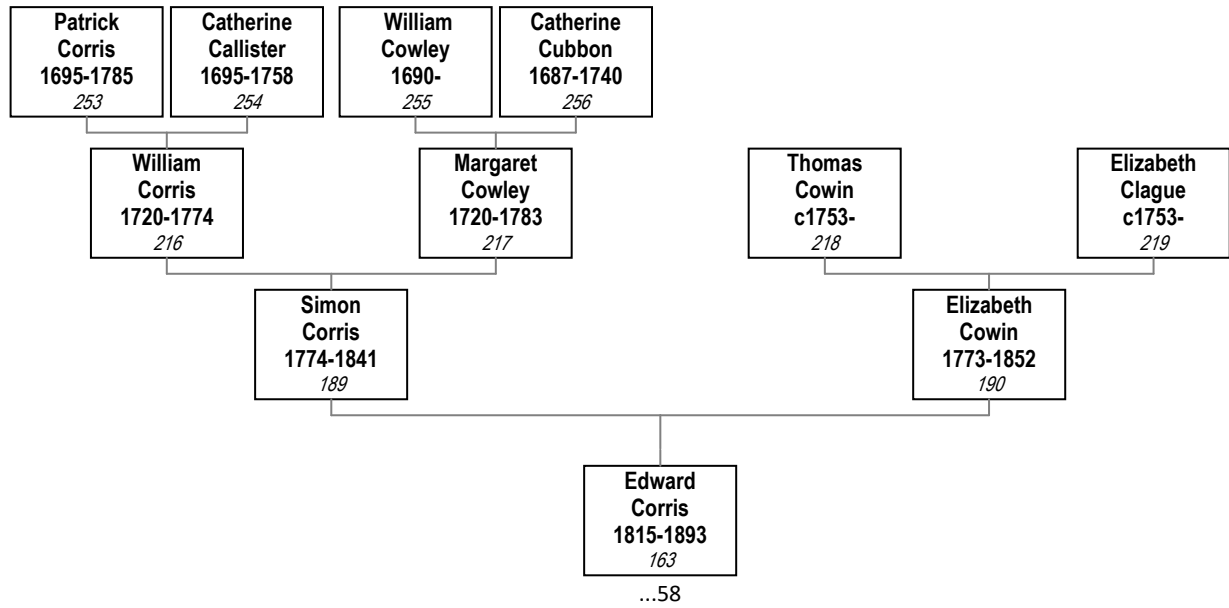 Patrick
Corris
1695-1785
253
Catherine
Callister
1695-1758
254
William
Cowley
1690-
255
Catherine
Cubbon
1687-1740
256
William
Corris
1720-1774
216
Margaret
Cowley
1720-1783
217
Thomas
Cowin
c1753-
218
Elizabeth
Clague
c1753-
219
Simon
Corris
1774-1841
189
Elizabeth
Cowin
1773-1852
190
Edward
Corris
1815-1893
163
...58